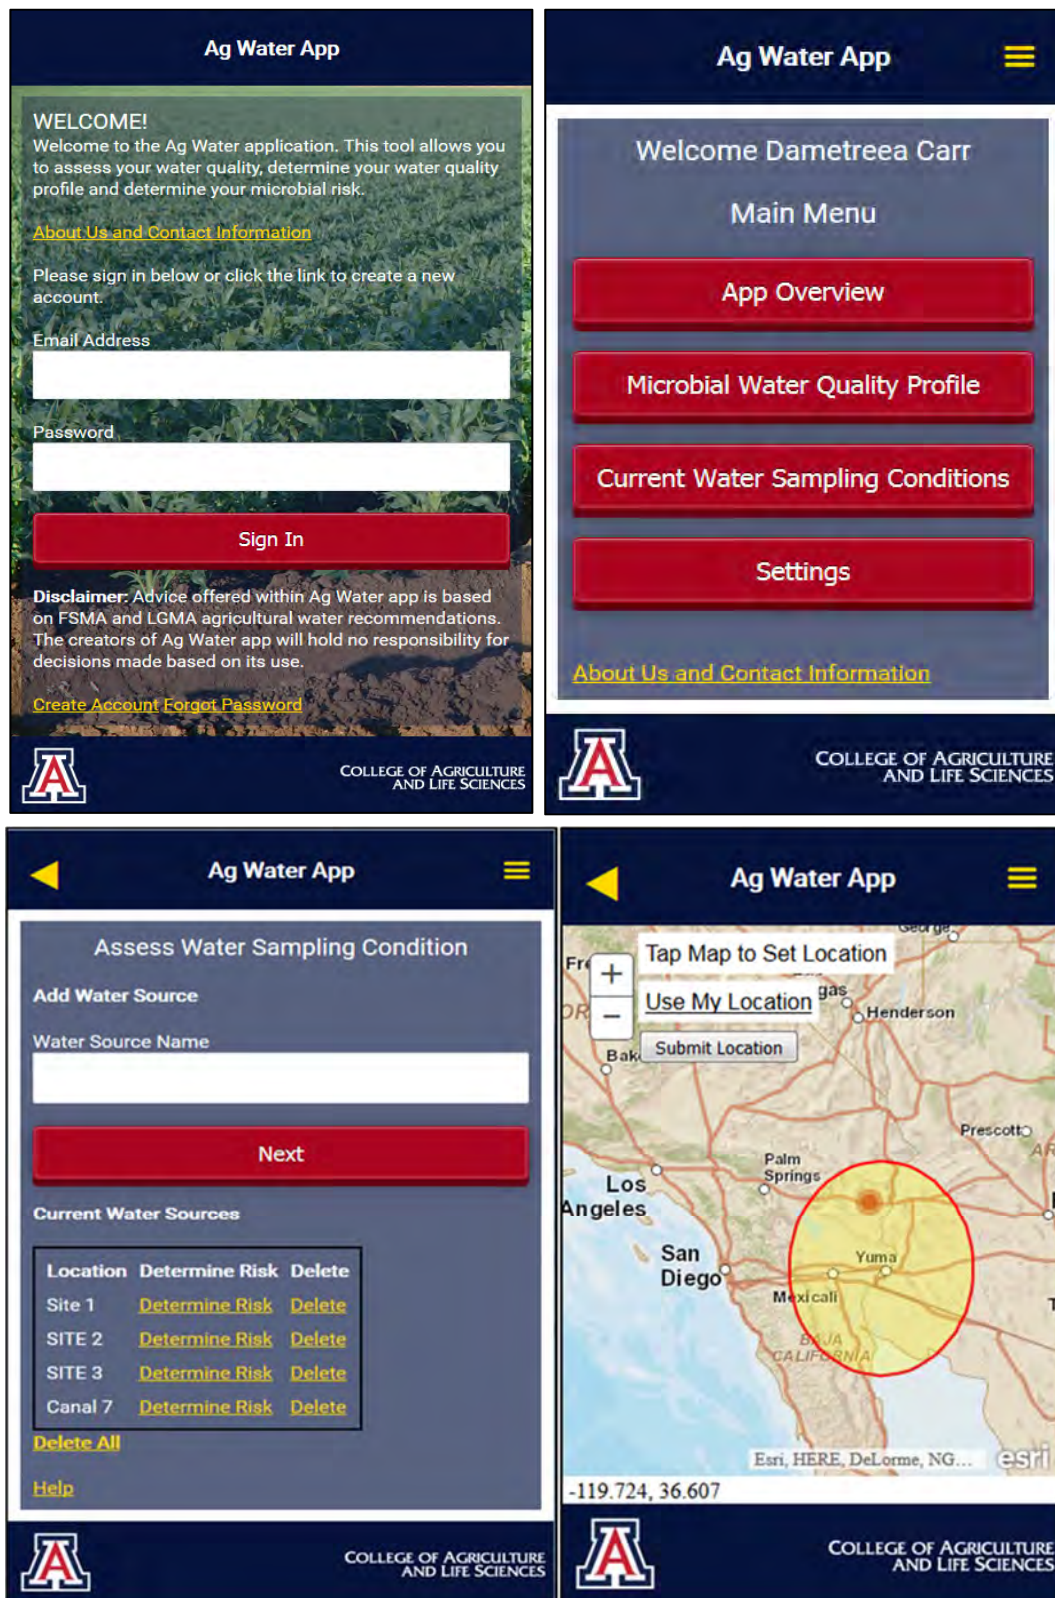 Ag Water App
WELCOME!
Welcome to the Ag Water application. This tool allows you
to assess your water quality, determine your water quality
profile and determine your microbial risk.
About Us and Contact Information
Please sign in below or click the link to create a new
account.
Email Address
Password
Sign In
Disclaimer: Advice offered within Ag Water app is based
on FSMA and LGMA agricultural water recommendations.
The creators of Ag Water app will hold no responsibility for
decisions made based on its use.
Create Account Forgot Password
A
COLLEGE OF AGRICULTURE
AND LIFE SCIENCES
Ag Water App
Welcome Dametreea Carr
Main Menu
App Overview
Microbial Water Quality Profile
Current Water Sampling Conditions
Settings
About Us and Contact Information
A
COLLEGE OF AGRICULTURE
AND LIFE SCIENCES
Ag Water App
Assess Water Sampling Condition
Add Water Source
Water Source Name
Next
Current Water Sources
Location Determine Risk Delete
Site 1 Determine Risk Delete
SITE 2 Determine Risk Delete
SITE 3 Determine Risk Delete
Canal 7 Determine Risk Delete
Delete All
Help
A
COLLEGE OF AGRICULTURE
AND LIFE SCIENCES
Ag Water App
George
Tap Map to Set Location
Fre
+
Use My Location
gas
−
Henderson
Submit Location
Bak
Prescott
AR
Palm
Springs
Los
Angeles
San
Diego
Yuma
Mexicali
BAJA
CALIFORNIA
Esri, HERE, DeLorme, NG...
esri
-119.724, 36.607
A
COLLEGE OF AGRICULTURE
AND LIFE SCIENCES